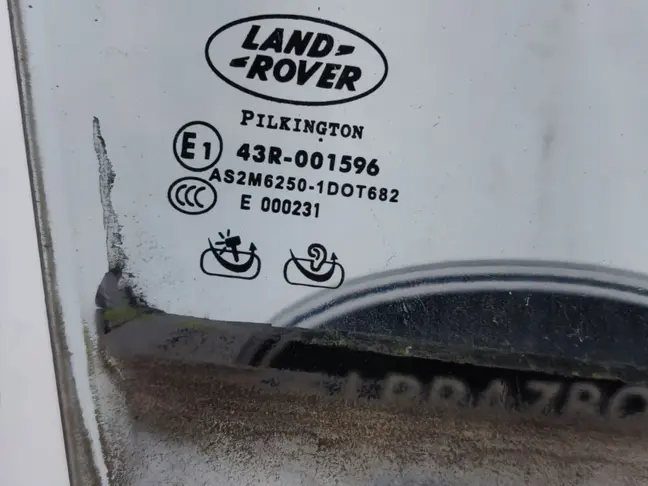 LAND-
-ROVER
PILKINGTON
E1 43R-001596
AS2M6250-1DOT682
CCC E 000231